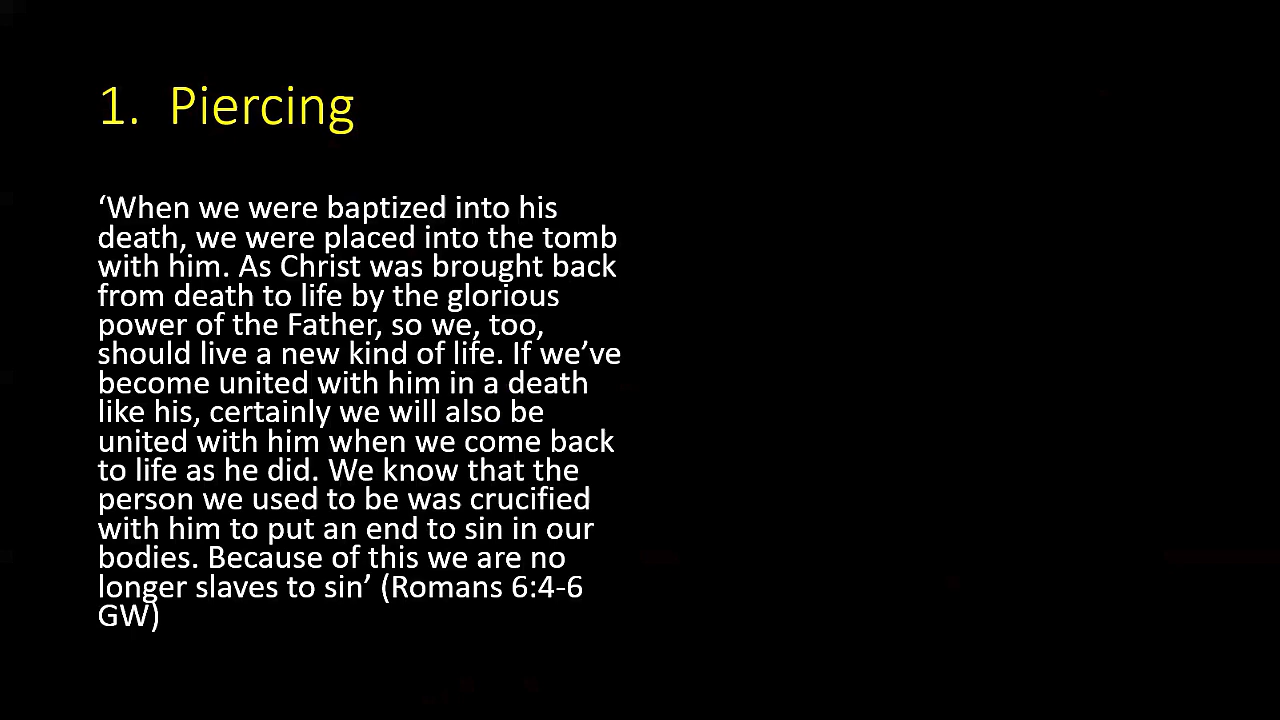 1. Piercing
‘When we were baptized into his
death, we were placed into the tomb
with him. As Christ was brought back
from death to life by the glorious
power of the Father, so we, too,
should live a new kind of life. If we’ve
become united with him in a death
like his, certainly we will also be
united with him when we come back
to life as he did. We know that the
person we used to be was crucified
with him to put an end to sin in our
bodies. Because of this we are no
longer slaves to sin’ (Romans 6:4-6
GW)